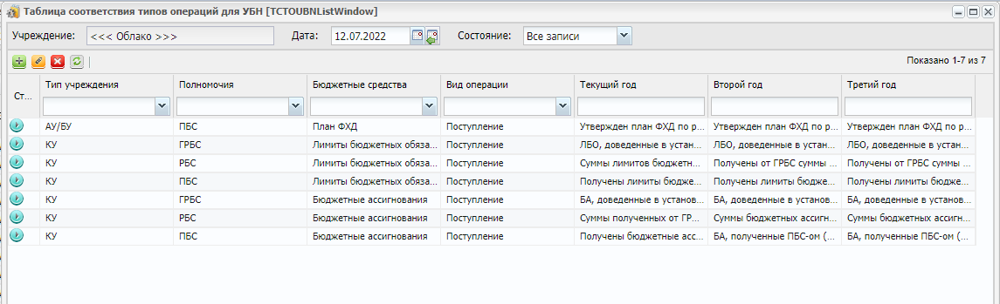 Таблица соответствия типов операций для УБН [TCTOUBNListWindow]
Учреждение: <<< Облако >>> Дата: 12.07.2022 Состояние: Все записи
Показано 1-7 из 7
Ст... Тип учреждения Полномочия Бюджетные средства Вид операции Текущий год Второй год Третий год
АУ/БУ ПБС План ФХД Поступление Утвержден план ФХД по р... Утвержден план ФХД по р... Утвержден план ФХД по р...
КУ ГРБС Лимиты бюджетных обяза... Поступление ЛБО, доведенные в устан... ЛБО, доведенные в устан... ЛБО, доведенные в устан...
КУ РБС Лимиты бюджетных обяза... Поступление Суммы лимитов бюджетн... Получены от ГРБС суммы ... Получены от ГРБС суммы ...
КУ ПБС Лимиты бюджетных обяза... Поступление Получены лимиты бюдже... Получены лимиты бюдже... Получены лимиты бюдже...
КУ ГРБС Бюджетные ассигнования Поступление БА, доведенные в установ... БА, доведенные в установ... БА, доведенные в установ...
КУ РБС Бюджетные ассигнования Поступление Суммы полученных от ГР... Суммы бюджетных ассигн... Суммы бюджетных ассигн...
КУ ПБС Бюджетные ассигнования Поступление Получены бюджетные асс... БА, полученные ПБС-ом (... БА, полученные ПБС-ом (...